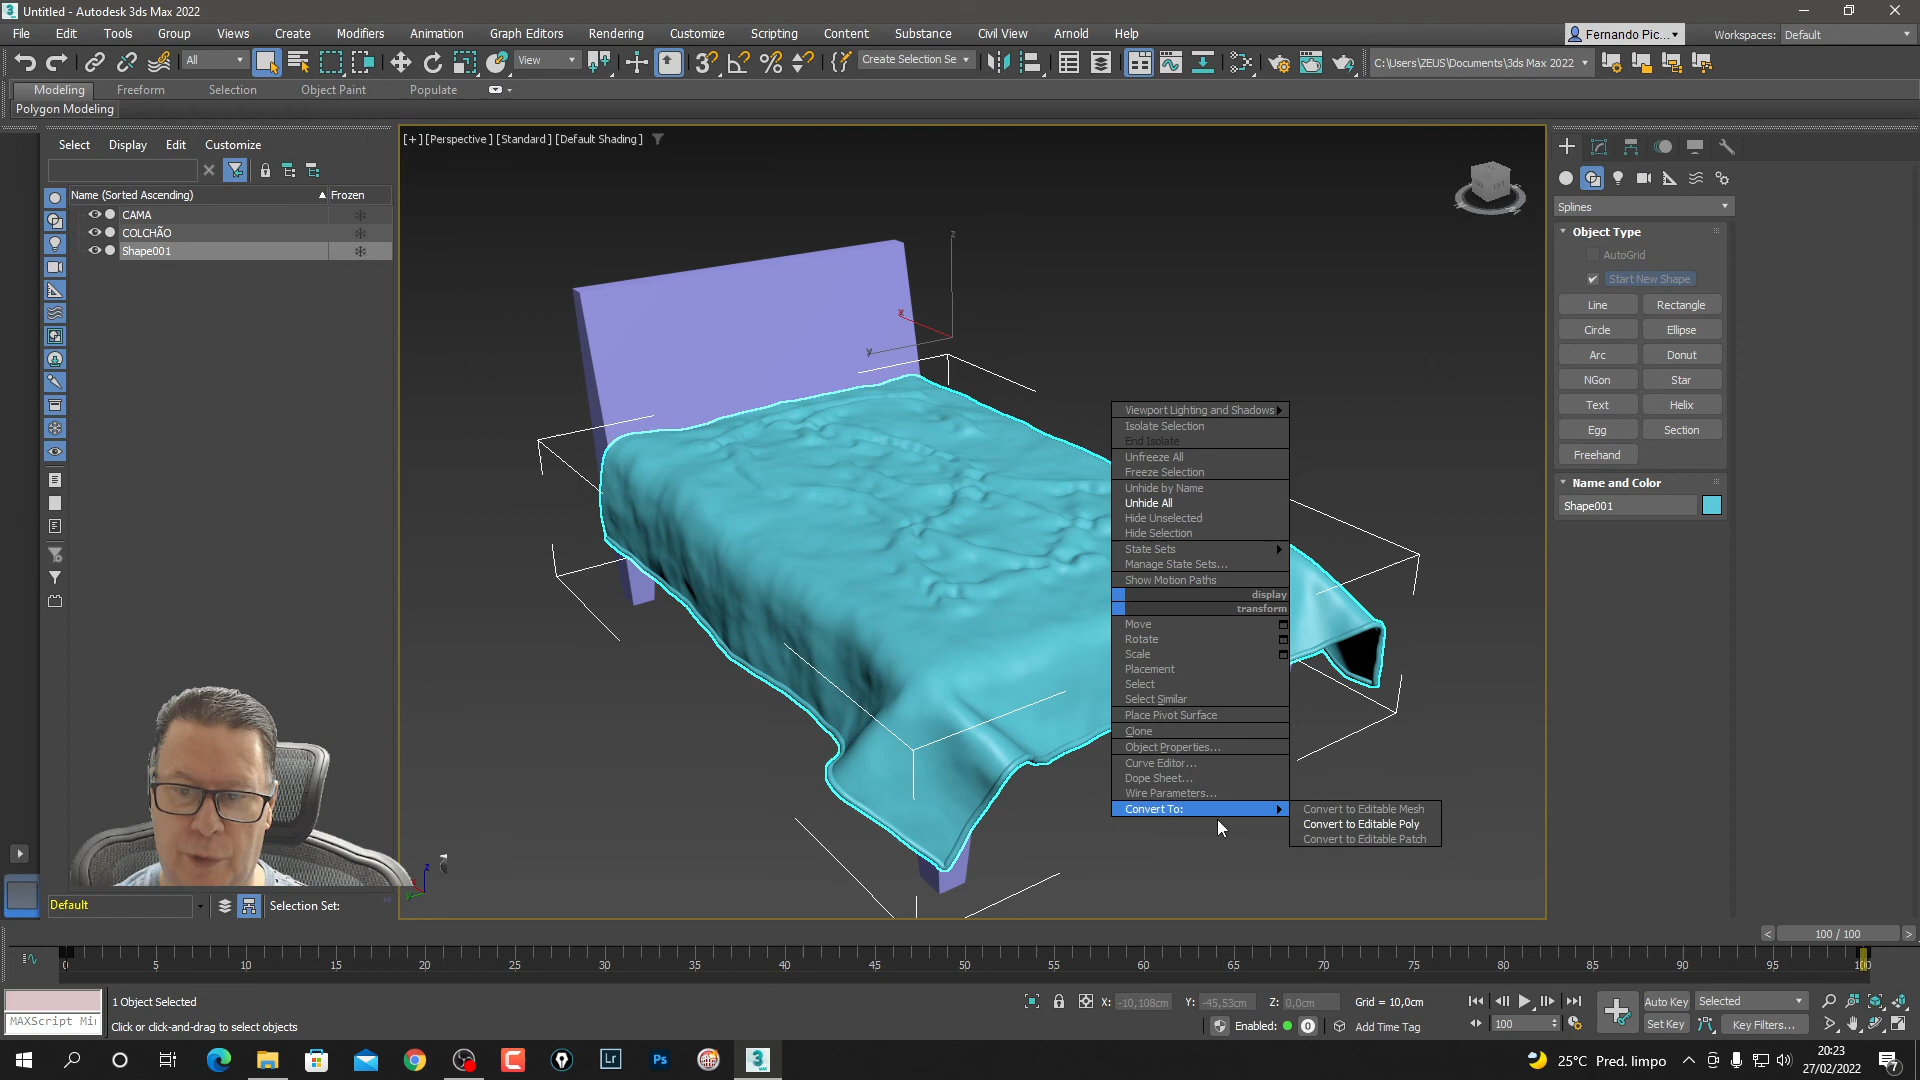 Untitled - Autodesk 3ds Max 2022
File Edit Tools Group Views Create Modifiers Animation Graph Editors Rendering Customize Scripting Content Substance Civil View Arnold Help
Fernando Pic...
Workspaces: Default
All
View
Create Selection Se
C:\Users\ZEUS\Documents\3ds Max 2022
Modeling Freeform Selection Object Paint Populate
Polygon Modeling
Select Display Edit Customize
Name (Sorted Ascending) Frozen
CAMA
COLCHÃO
Shape001
[+] [Perspective] [Standard] [Default Shading]
z
x
y
Viewport Lighting and Shadows
Isolate Selection
End Isolate
Unfreeze All
Freeze Selection
Unhide by Name
Unhide All
Hide Unselected
Hide Selection
State Sets
Manage State Sets...
Show Motion Paths
display
transform
Move
Rotate
Scale
Placement
Select
Select Similar
Place Pivot Surface
Clone
Object Properties...
Curve Editor...
Dope Sheet...
Wire Parameters...
Convert To:
Convert to Editable Mesh
Convert to Editable Poly
Convert to Editable Patch
Splines
Object Type
AutoGrid
Start New Shape
Line Rectangle
Circle Ellipse
Arc Donut
NGon Star
Text Helix
Egg Section
Freehand
Name and Color
Shape001
Default
Selection Set:
z
100 / 100
0 5 10 15 20 25 30 35 40 45 50 55 60 65 70 75 80 85 90 95 100
1 Object Selected
X: -10,108cm Y: -45,53cm Z: 0,0cm Grid = 10,0cm
Auto Key Selected
MAXScript Mi
Click or click-and-drag to select objects
Enabled: 0 Add Time Tag
100
Set Key Key Filters...
Lr
Ps
3
25°C Pred. limpo
20:23
27/02/2022
7